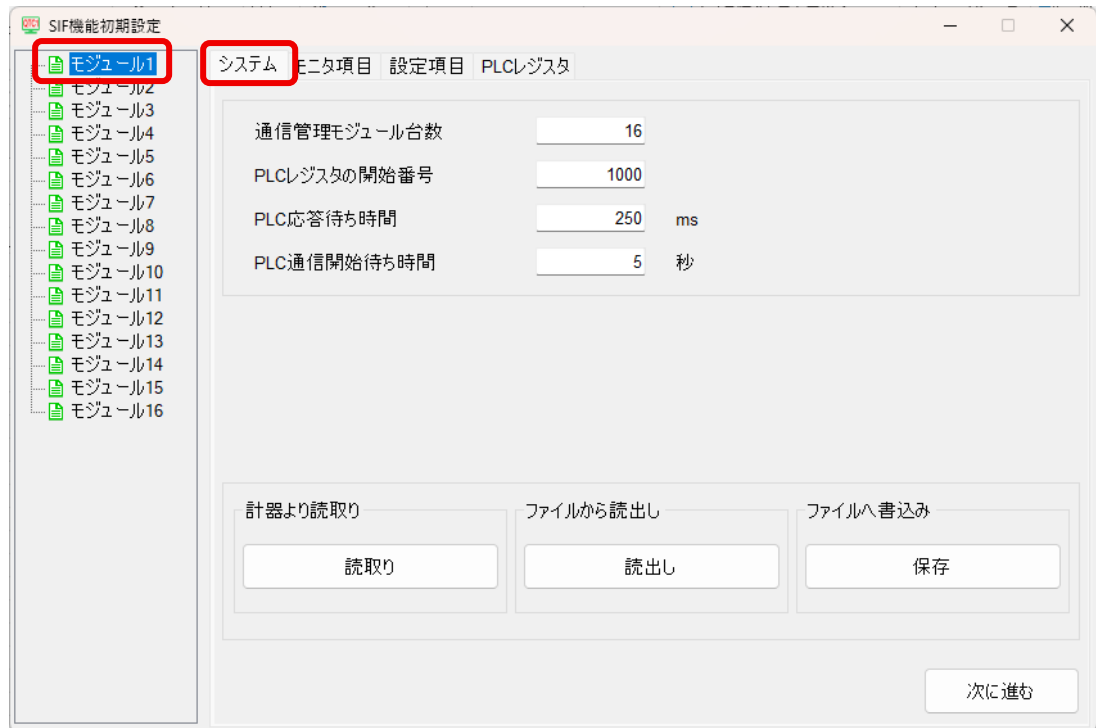 SIF機能初期設定
モジュール1
モジュール2
モジュール3
モジュール4
モジュール5
モジュール6
モジュール7
モジュール8
モジュール9
モジュール10
モジュール11
モジュール12
モジュール13
モジュール14
モジュール15
モジュール16
システム モニタ項目 設定項目 PLCレジスタ
通信管理モジュール台数 16
PLCレジスタの開始番号 1000
PLC応答待ち時間 250 ms
PLC通信開始待ち時間 5 秒
計器より読取り ファイルから読出し ファイルへ書込み
読取り 読出し 保存
次に進む